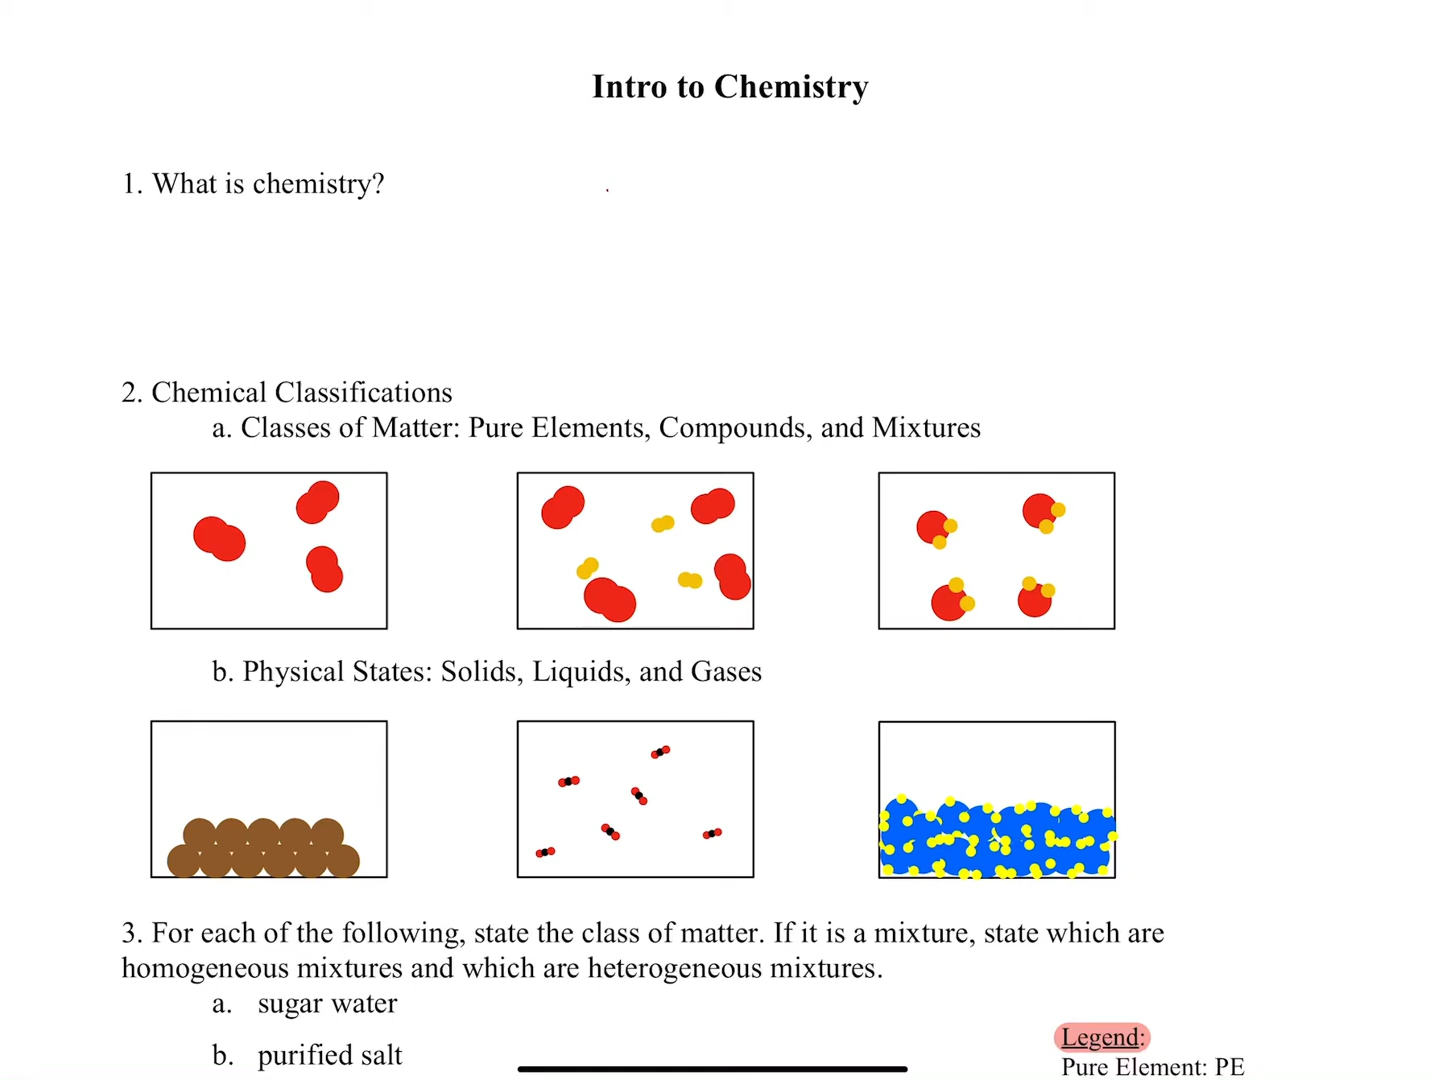 Intro to Chemistry
1. What is chemistry?
2. Chemical Classifications
a. Classes of Matter: Pure Elements, Compounds, and Mixtures
b. Physical States: Solids, Liquids, and Gases
3. For each of the following, state the class of matter. If it is a mixture, state which are
homogeneous mixtures and which are heterogeneous mixtures.
a. sugar water
b. purified salt
Legend:
Pure Element: PE